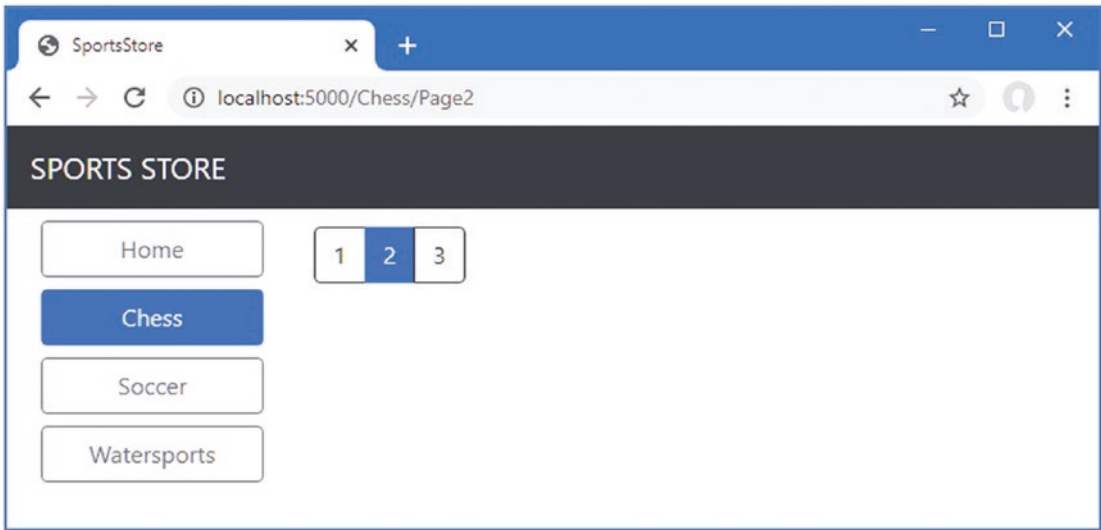 SportsStore
localhost:5000/Chess/Page2
SPORTS STORE
Home
1 2 3
Chess
Soccer
Watersports